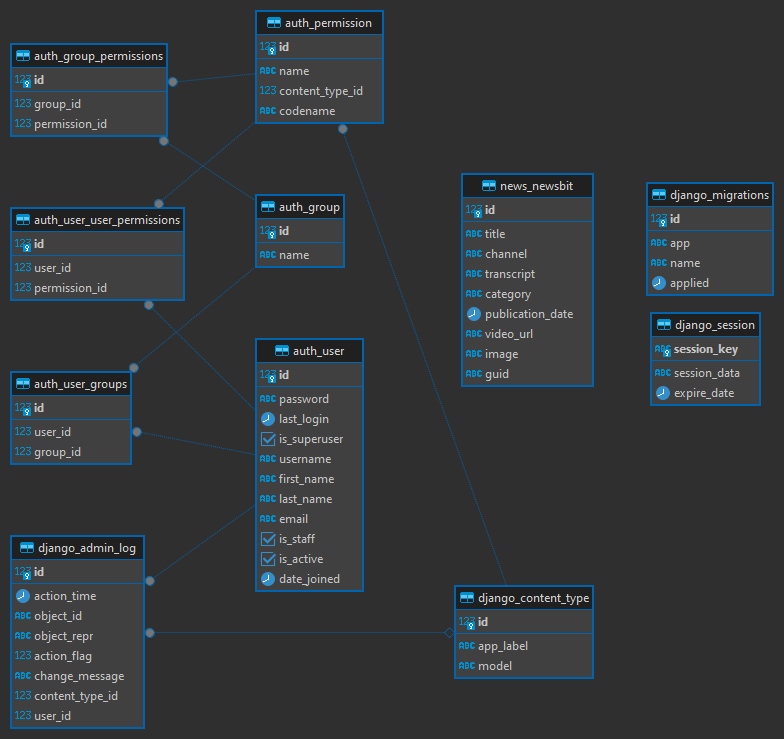 auth_permission
123 id
ABC name
123 content_type_id
ABC codename
auth_group_permissions
123 id
123 group_id
123 permission_id
auth_user_user_permissions
123 id
123 user_id
123 permission_id
auth_group
123 id
ABC name
news_newsbit
123 id
ABC title
ABC channel
ABC transcript
ABC category
publication_date
ABC video_url
ABC image
ABC guid
django_migrations
123 id
ABC app
ABC name
applied
django_session
ABC session_key
ABC session_data
expire_date
auth_user
123 id
ABC password
last_login
is_superuser
ABC username
ABC first_name
ABC last_name
ABC email
is_staff
is_active
date_joined
auth_user_groups
123 id
123 user_id
123 group_id
django_admin_log
123 id
action_time
ABC object_id
ABC object_repr
123 action_flag
ABC change_message
123 content_type_id
123 user_id
django_content_type
123 id
ABC app_label
ABC model